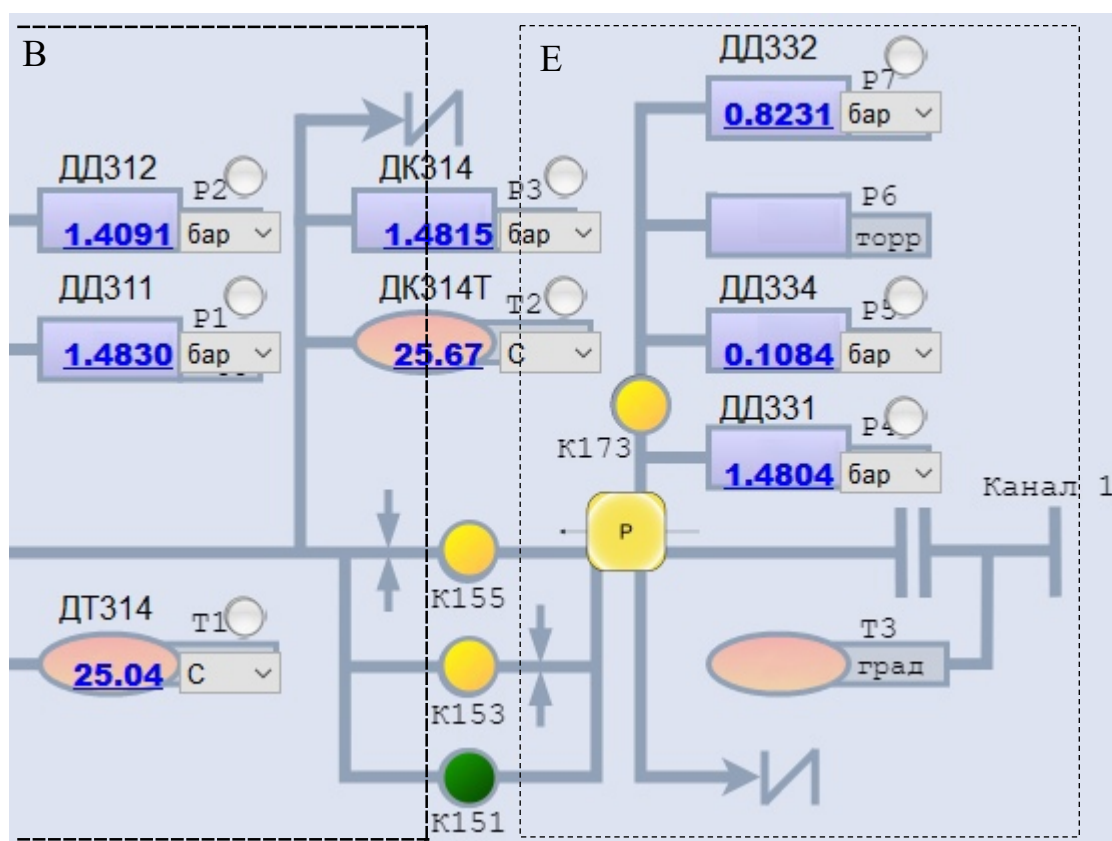 В
Е
ДД332
P7
0.8231 бар
ДД312
P2
1.4091 бар
ДК314
P3
1.4815 бар
P6
торр
ДД311
P1
1.4830 бар
ДК314Т
T2
25.67 С
ДД334
P5
0.1084 бар
К173
ДД331
P4
1.4804 бар
Канал 1
P
К155
ДТ314
T1
25.04 С
T3
град
К153
К151